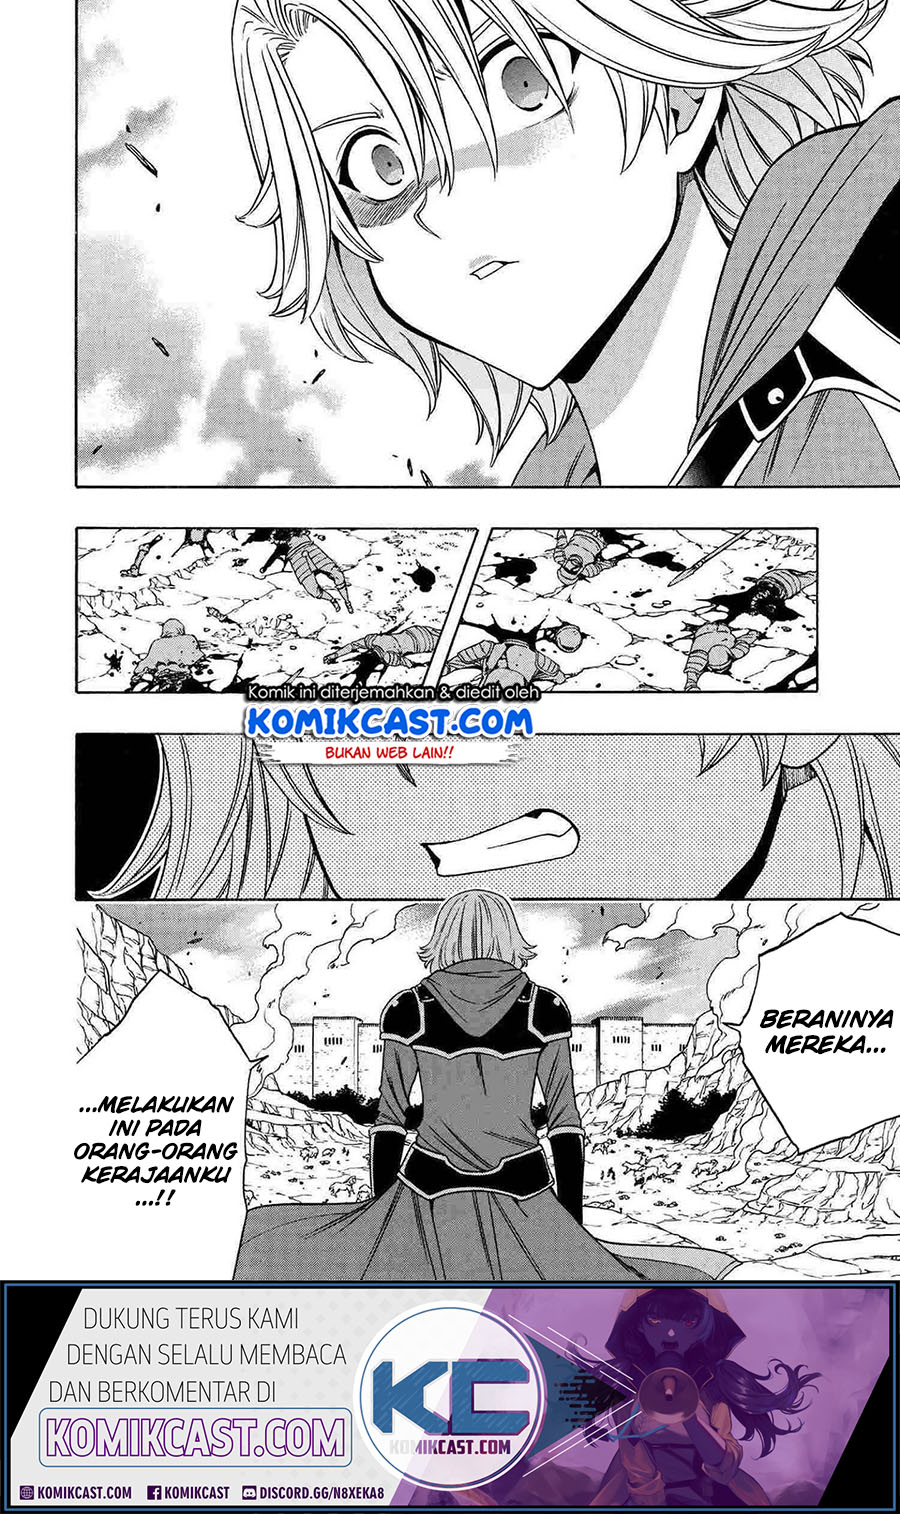 Komik ini diterjemahkan & diedit oleh
KOMIKCAST.COM
BUKAN WEB LAIN!!
BERANINYA
MEREKA...
...MELAKUKAN
INI PADA
ORANG-ORANG
KERAJAANKU
...!!
DUKUNG TERUS KAMI
DENGAN SELALU MEMBACA
DAN BERKOMENTAR DI
KOMIKCAST.COM
KC
KOMIKCAST.COM
KOMIKCAST.COM KOMIKCAST DISCORD.GG/N8XEKA8